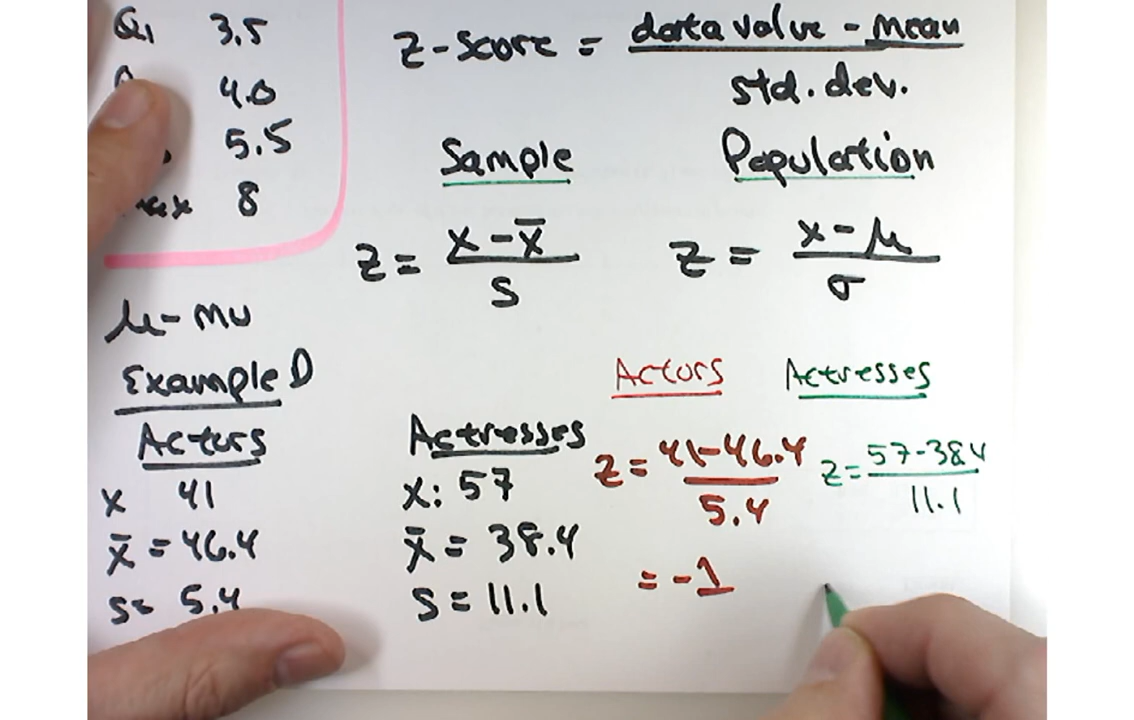 Q1 3.5
4.0
5.5
max 8
z-score = data value - mean
std. dev.
Sample
Population
z = x - x̄
s
z = x - μ
σ
μ - mu
Example D
Actors
x 41
x̄ = 46.4
s = 5.4
Actresses
x: 57
x̄ = 38.4
s = 11.1
Actors
z = 41-46.4
5.4
= -1
Actresses
z = 57-38.4
11.1